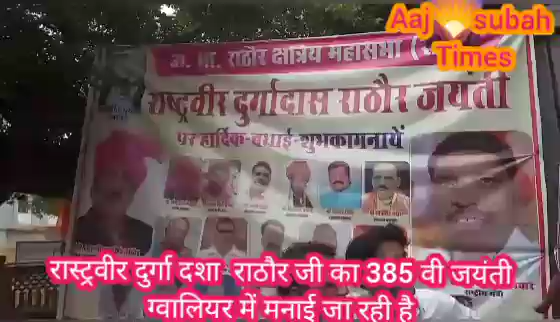 Aaj subah
Times
अ. भा. राठौर क्षत्रिय महासभा
राष्ट्रवीर दुर्गादास राठौर जयंती
पर हार्दिक-बधाई-शुभकामनायें
राष्ट्रीय मंत्री
रास्ट्रवीर दुर्गा दशा राठौर जी का 385 वी जयंती
ग्वालियर में मनाई जा रही है